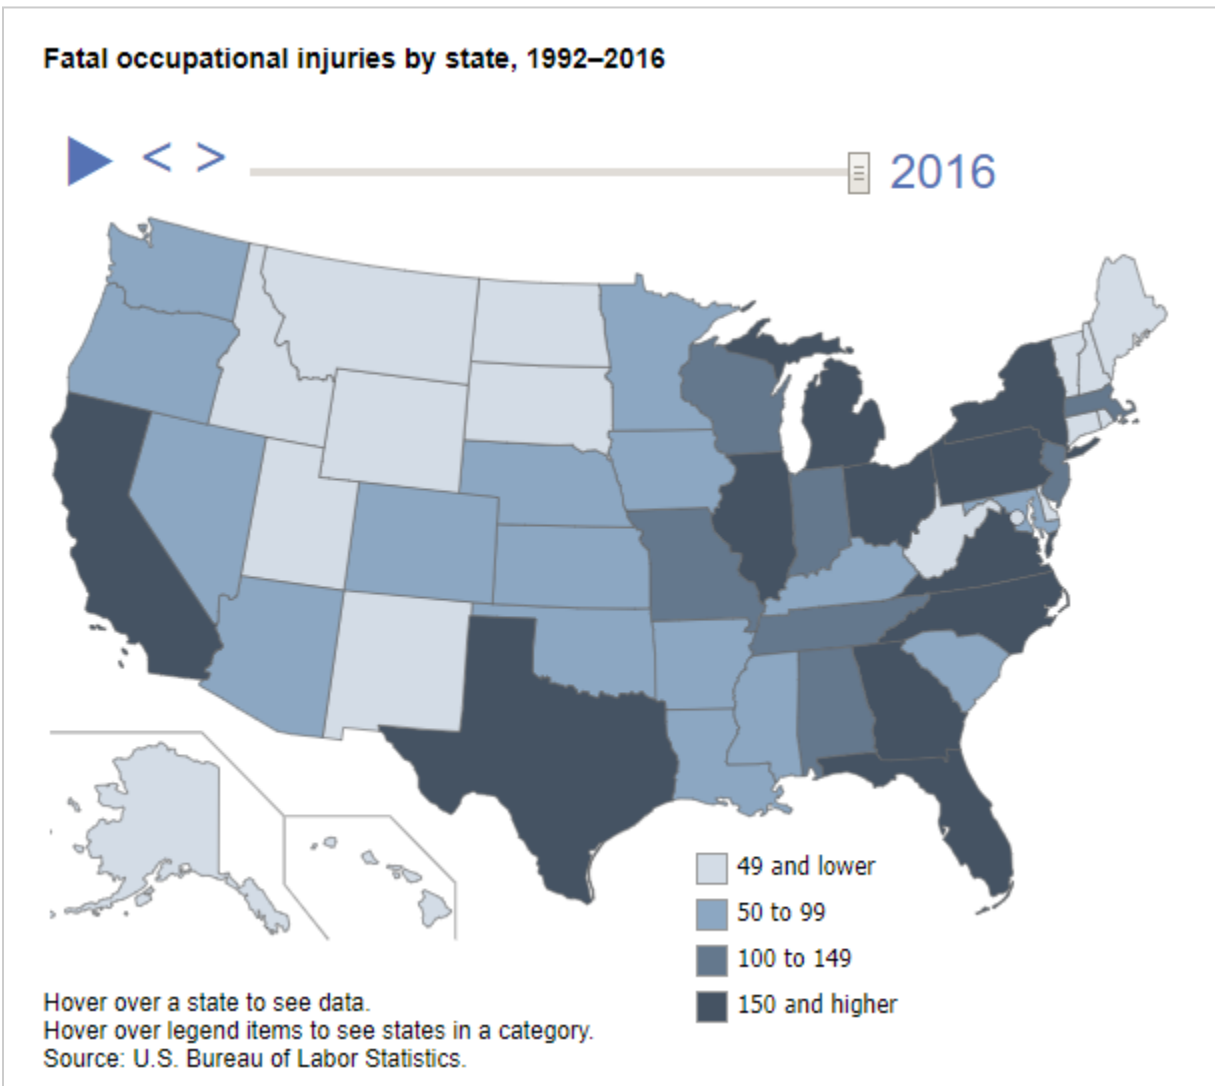 Fatal occupational injuries by state, 1992–2016
< > 2016
49 and lower
50 to 99
100 to 149
150 and higher
Hover over a state to see data.
Hover over legend items to see states in a category.
Source: U.S. Bureau of Labor Statistics.